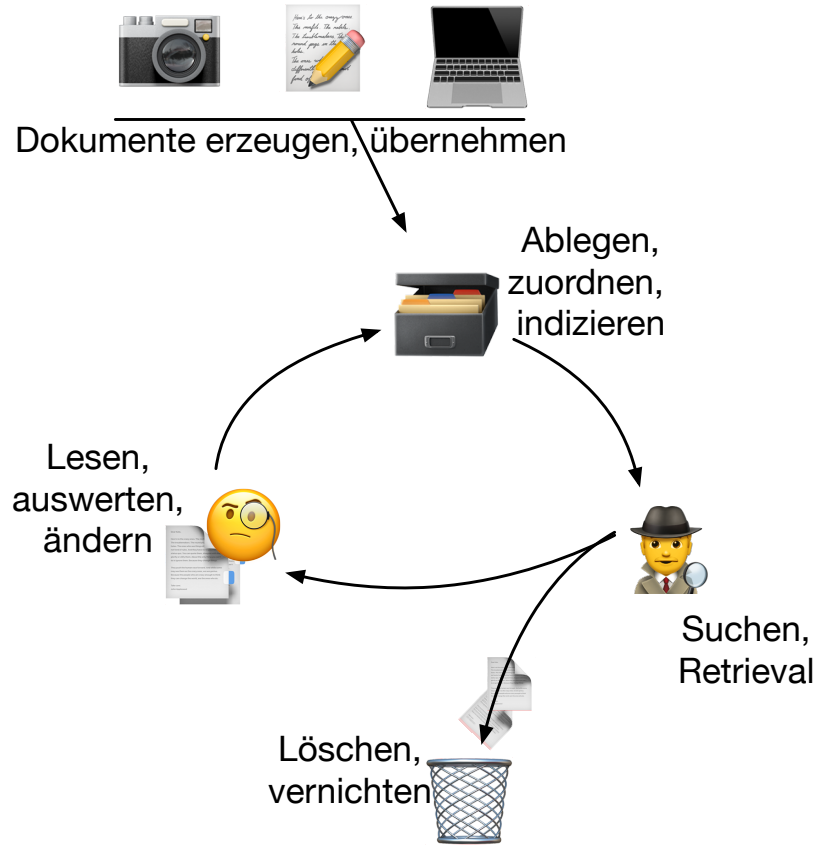 Dokumente erzeugen, übernehmen
Ablegen,
zuordnen,
indizieren
Lesen,
auswerten,
ändern
Suchen,
Retrieval
Löschen,
vernichten